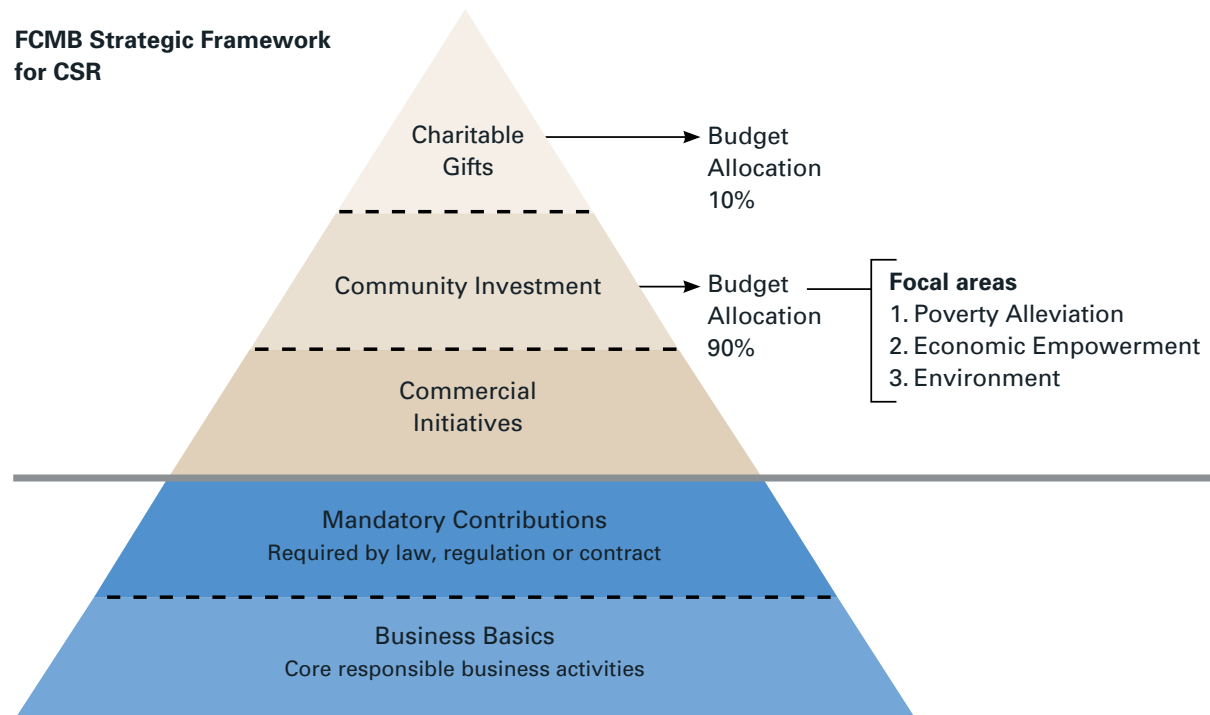 FCMB Strategic Framework
for CSR
Charitable
Gifts
Budget
Allocation
10%
Community Investment
Budget
Allocation
90%
Focal areas
1. Poverty Alleviation
2. Economic Empowerment
3. Environment
Commercial
Initiatives
Mandatory Contributions
Required by law, regulation or contract
Business Basics
Core responsible business activities